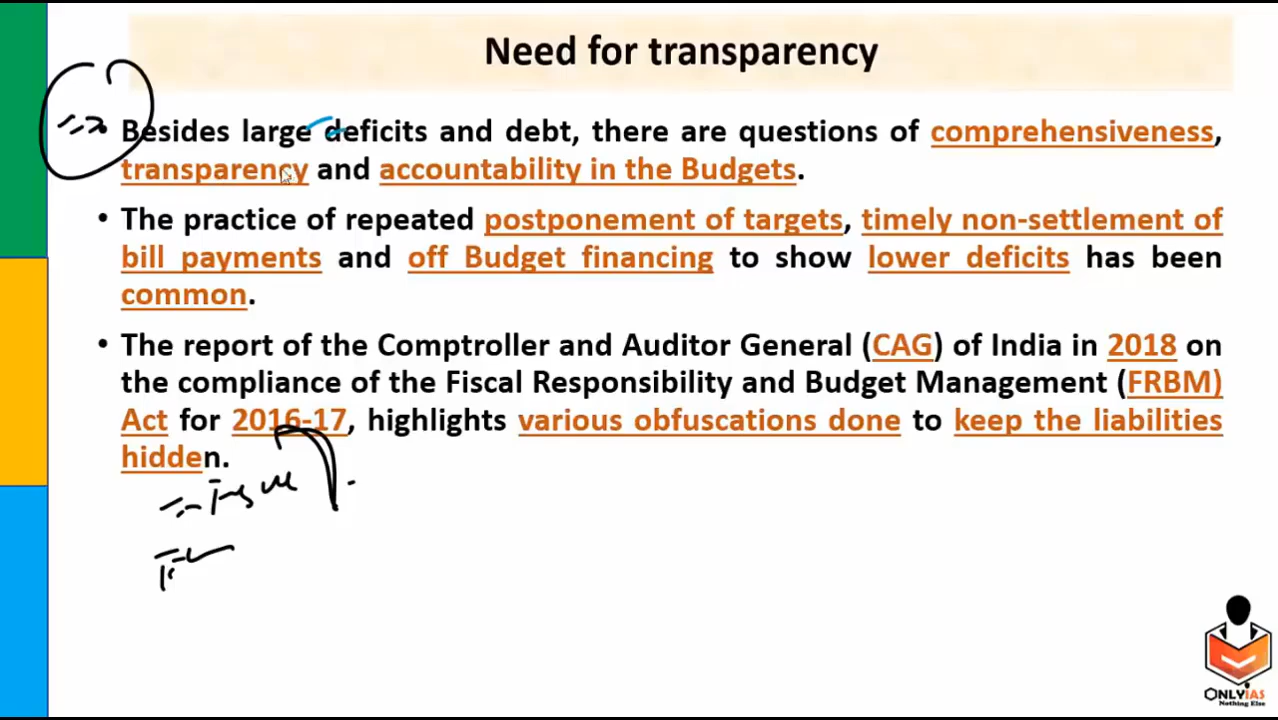 Need for transparency
Besides large deficits and debt, there are questions of comprehensiveness,
transparency and accountability in the Budgets.
• The practice of repeated postponement of targets, timely non-settlement of
bill payments and off Budget financing to show lower deficits has been
common.
• The report of the Comptroller and Auditor General (CAG) of India in 2018 on
the compliance of the Fiscal Responsibility and Budget Management (FRBM)
Act for 2016-17, highlights various obfuscations done to keep the liabilities
hidden.
ONLYIAS
Nothing Else